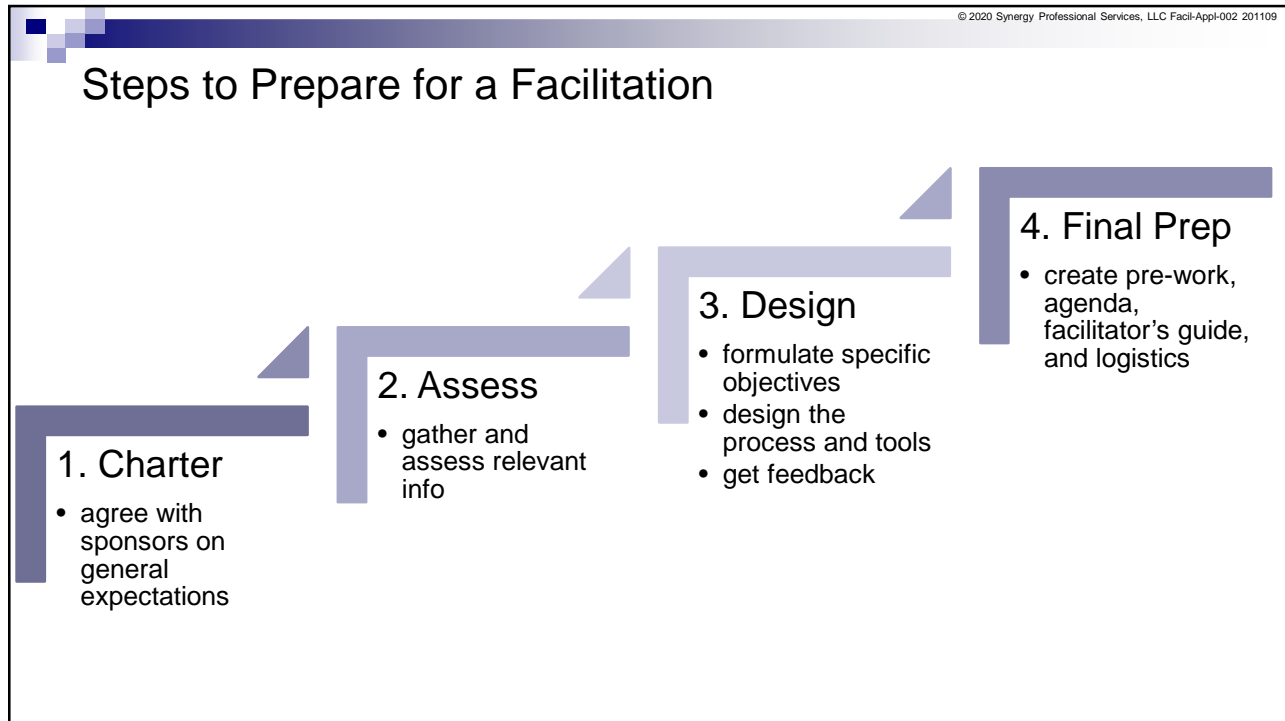 © 2020 Synergy Professional Services, LLC Facil-Appl-002 201109
Steps to Prepare for a Facilitation
1. Charter
• agree with
sponsors on
general
expectations
2. Assess
• gather and
assess relevant
info
3. Design
• formulate specific
objectives
• design the
process and tools
• get feedback
4. Final Prep
• create pre-work,
agenda,
facilitator’s guide,
and logistics